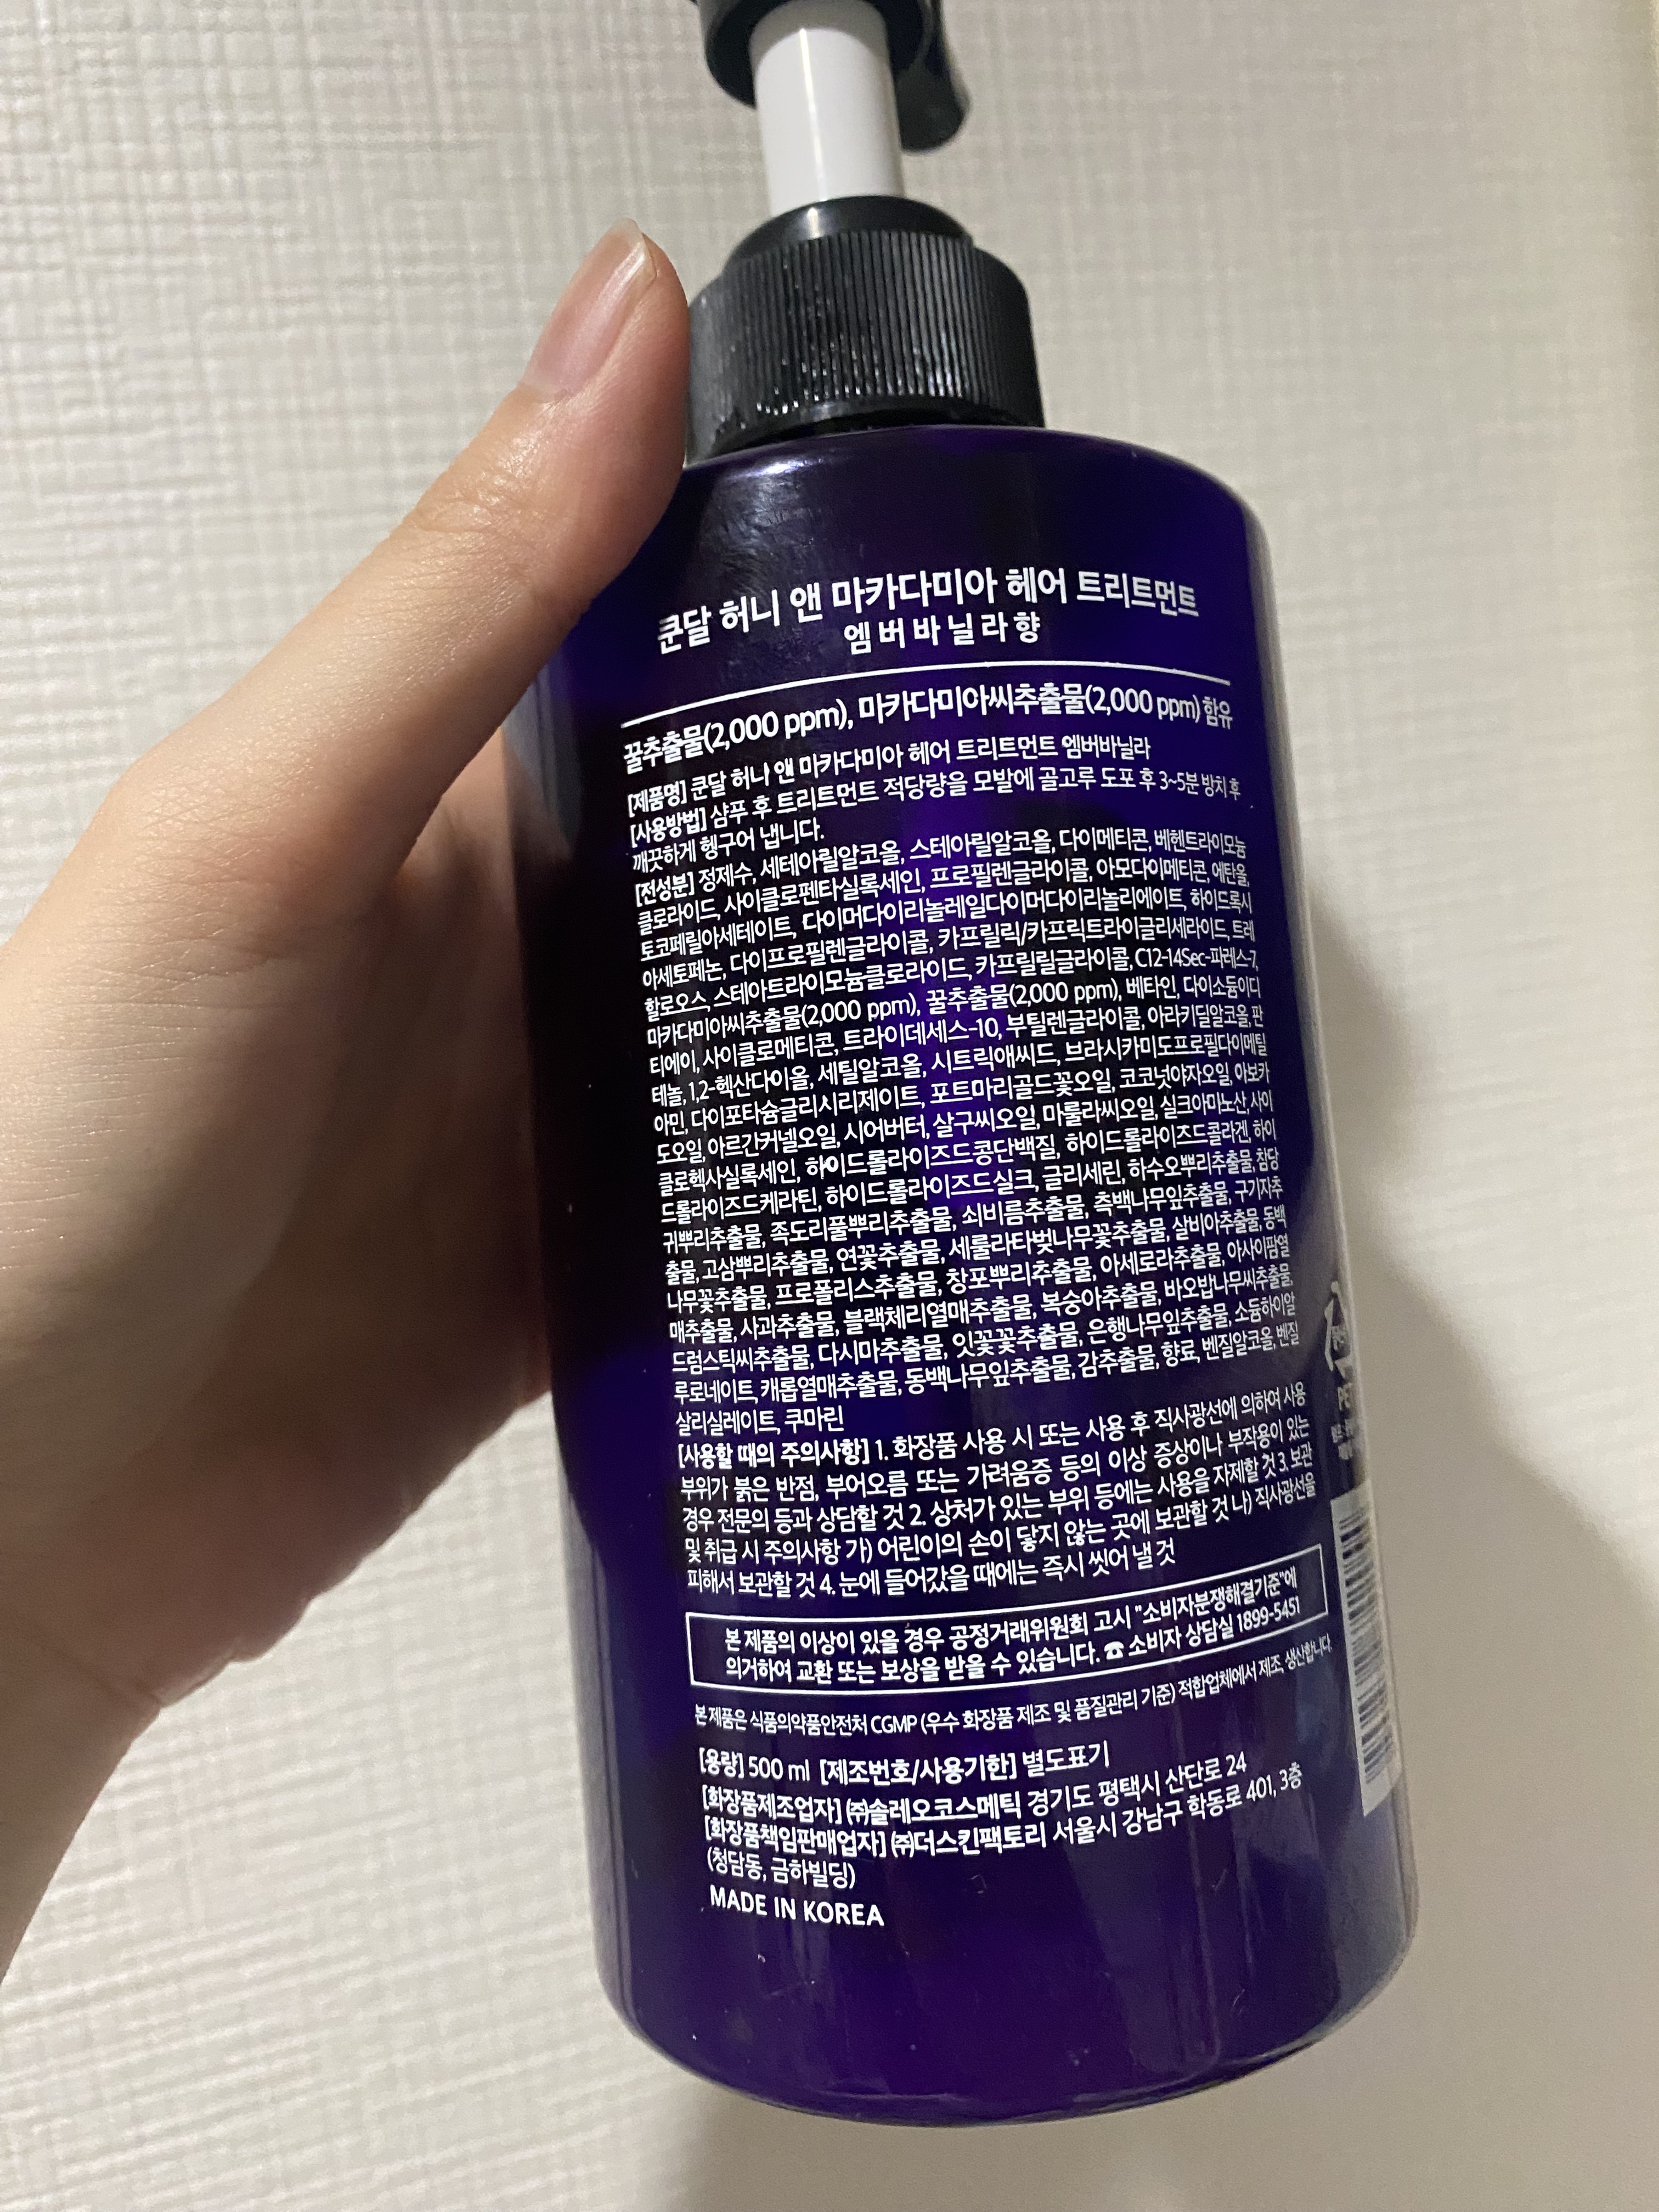 쿤달 허니 앤 마카다미아 헤어 트리트먼트
엠버바닐라향
꿀추출물(2,000 ppm), 마카다미아씨추출물(2,000 ppm) 함유
[제품명] 쿤달 허니 앤 마카다미아 헤어 트리트먼트 엠버바닐라
[사용방법] 샴푸 후 트리트먼트 적당량을 모발에 골고루 도포 후 3~5분 방치 후
깨끗하게 헹구어 냅니다.
[전성분] 정제수, 세테아릴알코올, 스테아릴알코올, 다이메티콘, 베헨트라이모늄
클로라이드, 사이클로펜타실록세인, 프로필렌글라이콜, 아모다이메티콘, 에탄올,
토코페릴아세테이트, 다이머다이리놀레일다이머다이리놀리에이트, 하이드록시
아세토페논, 다이프로필렌글라이콜, 카프릴릭/카프릭트라이글리세라이드, 트레
할로오스, 스테아트라이모늄클로라이드, 카프릴릴글라이콜, C12-14Sec-파레스-7,
마카다미아씨추출물(2,000 ppm), 꿀추출물(2,000 ppm), 베타인, 다이소듐이디
티에이, 사이클로메티콘, 트라이데세스-10, 부틸렌글라이콜, 아라키딜알코올, 판
테놀, 1,2-헥산다이올, 세틸알코올, 시트릭애씨드, 브라시카미도프로필다이메틸
아민, 다이포타슘글리시리제이트, 포트마리골드꽃오일, 코코넛야자오일, 아보카
도오일, 아르간커넬오일, 시어버터, 살구씨오일, 마룰라씨오일, 실크아미노산, 사이
클로헥사실록세인, 하이드롤라이즈드콩단백질, 하이드롤라이즈드콜라겐, 하이
드롤라이즈드케라틴, 하이드롤라이즈드실크, 글리세린, 하수오뿌리추출물, 참당
귀뿌리추출물, 족도리풀뿌리추출물, 쇠비름추출물, 측백나무잎추출물, 구기자추
출물, 고삼뿌리추출물, 연꽃추출물, 세룰라타벚나무꽃추출물, 살비아추출물, 동백
나무꽃추출물, 프로폴리스추출물, 창포뿌리추출물, 아세로라추출물, 아사이팜열
매추출물, 사과추출물, 블랙체리열매추출물, 복숭아추출물, 바오밥나무씨추출물,
드럼스틱씨추출물, 다시마추출물, 잇꽃꽃추출물, 은행나무잎추출물, 소듐하이알
루로네이트, 캐롭열매추출물, 동백나무잎추출물, 감추출물, 향료, 벤질알코올, 벤질
살리실레이트, 쿠마린
[사용할 때의 주의사항] 1. 화장품 사용 시 또는 사용 후 직사광선에 의하여 사용
부위가 붉은 반점, 부어오름 또는 가려움증 등의 이상 증상이나 부작용이 있는
경우 전문의 등과 상담할 것 2. 상처가 있는 부위 등에는 사용을 자제할 것 3. 보관
및 취급 시 주의사항 가) 어린이의 손이 닿지 않는 곳에 보관할 것 나) 직사광선을
피해서 보관할 것 4. 눈에 들어갔을 때에는 즉시 씻어 낼 것
본 제품의 이상이 있을 경우 공정거래위원회 고시 "소비자분쟁해결기준"에
의거하여 교환 또는 보상을 받을 수 있습니다. ☎ 소비자 상담실 1899-5451
본 제품은 식품의약품안전처 CGMP (우수 화장품 제조 및 품질관리 기준) 적합업체에서 제조, 생산합니다.
[용량] 500 ml [제조번호/사용기한] 별도표기
[화장품제조업자] ㈜솔레오코스메틱 경기도 평택시 산단로 24
[화장품책임판매업자] ㈜더스킨팩토리 서울시 강남구 학동로 401, 3층
(청담동, 금하빌딩)
MADE IN KOREA